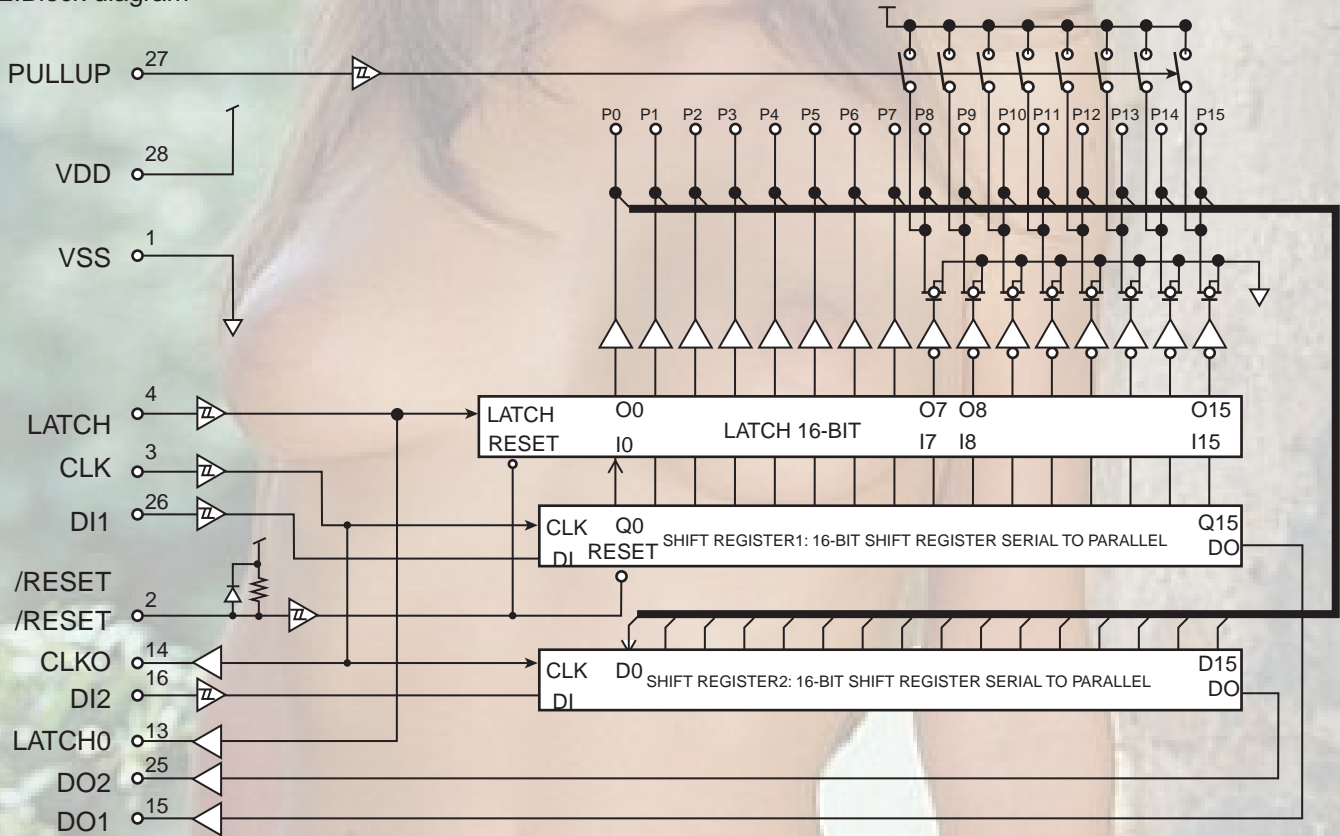 2.Block diagram
PULLUP 27
P0 P1 P2 P3 P4 P5 P6 P7 P8 P9 P10 P11 P12 P13 P14 P15
VDD 28
VSS 1
LATCH 4
LATCH O0 O7 O8 O15
LATCH 16-BIT
RESET I0 I7 I8 I15
CLK 3
DI1 26
CLK Q0 Q15
SHIFT REGISTER1: 16-BIT SHIFT REGISTER SERIAL TO PARALLEL
DI RESET DO
/RESET
/RESET 2
CLKO 14
CLK D0 D15
SHIFT REGISTER2: 16-BIT SHIFT REGISTER SERIAL TO PARALLEL
DI DO
DI2 16
LATCH0 13
DO2 25
DO1 15